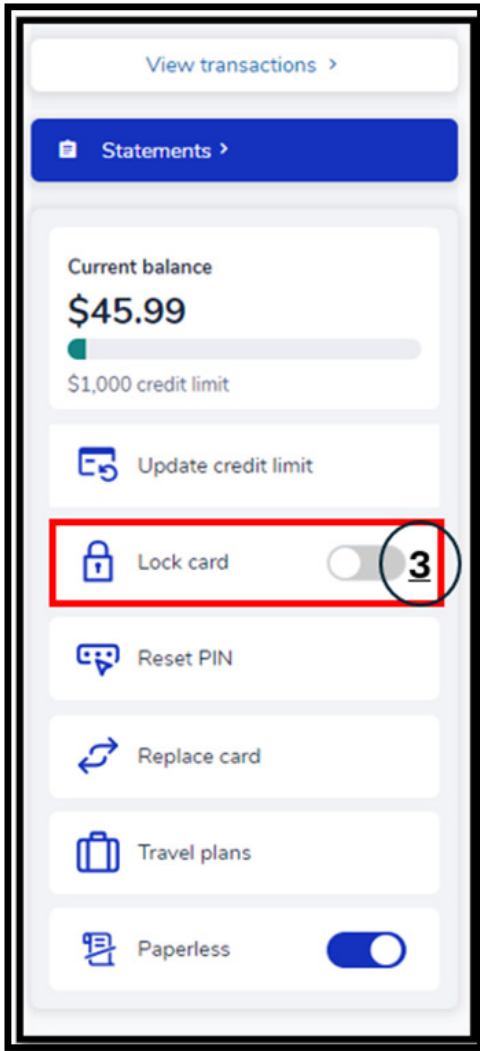 View transactions >
Statements >
Current balance
$45.99
$1,000 credit limit
Update credit limit
Lock card 3
Reset PIN
Replace card
Travel plans
Paperless